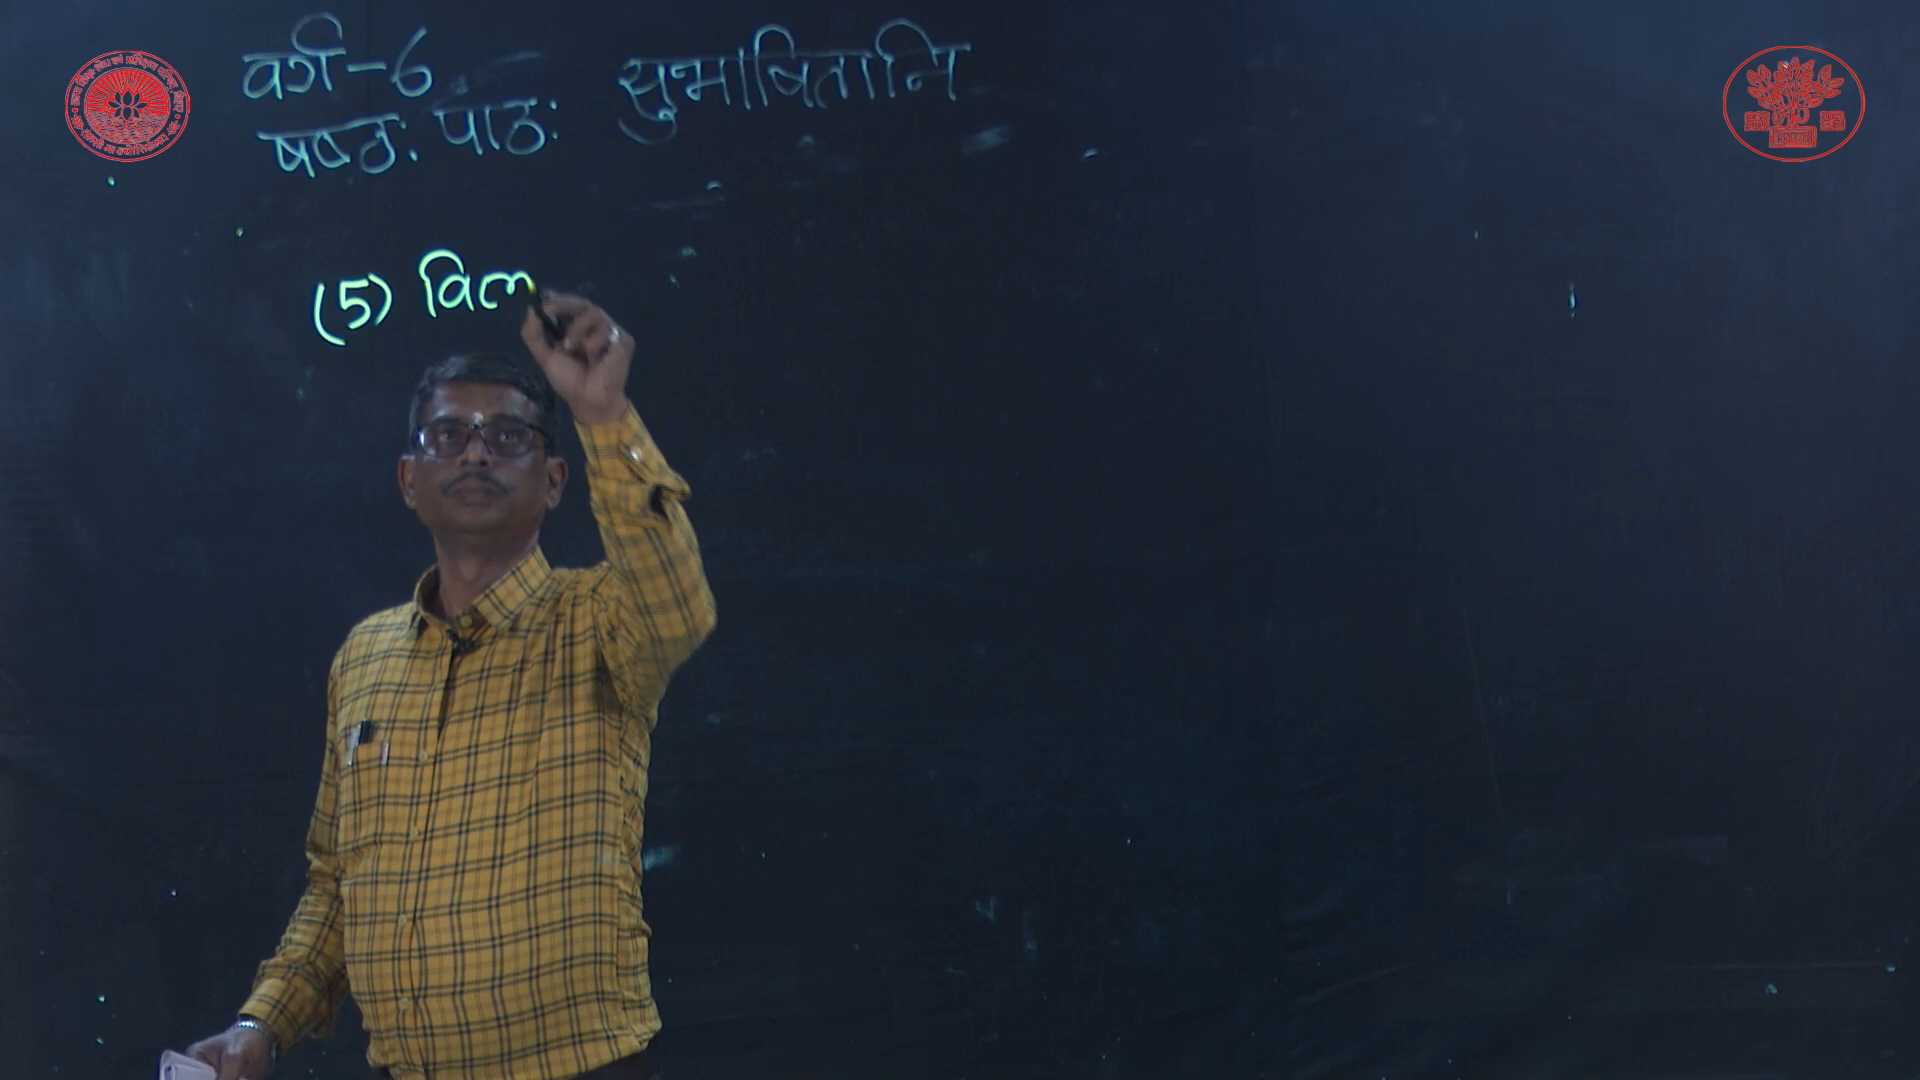 वर्ग-6
षष्ठः पाठः सुभाषितानि
(5) विल